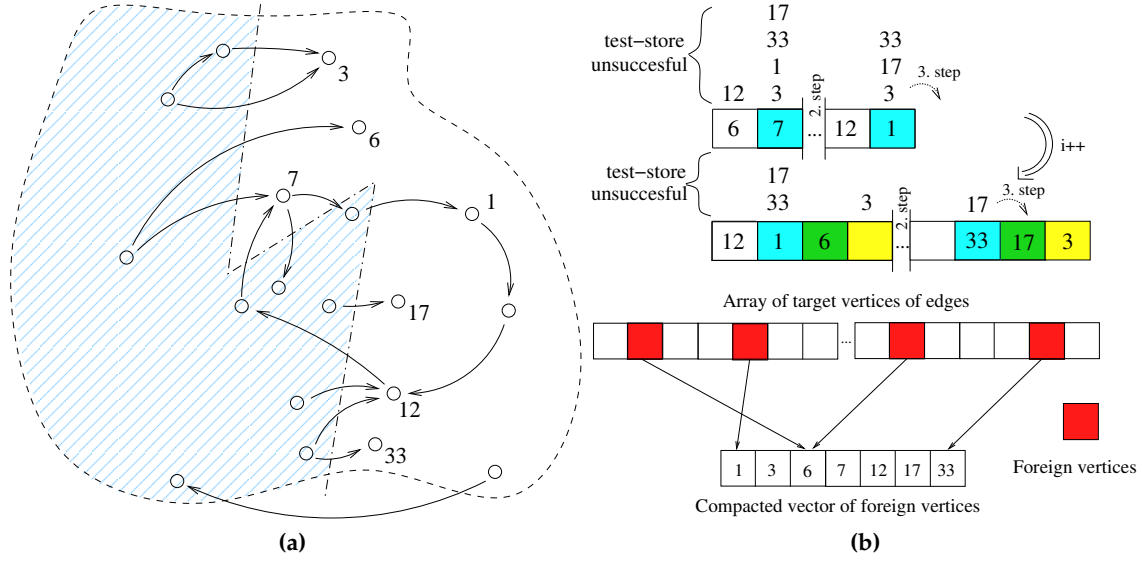 3
6
7
1
17
12
33
(a)
17
33 33
test−store
unsuccesful
1 17
12 3 3
3. step
2. step
6 7 ... 12 1
i++
test−store
unsuccesful
17
33 3 17
3. step
2. step
12 1 6 ... 33 17 3
Array of target vertices of edges
...
1 3 6 7 12 17 33
Foreign vertices
Compacted vector of foreign vertices
(b)